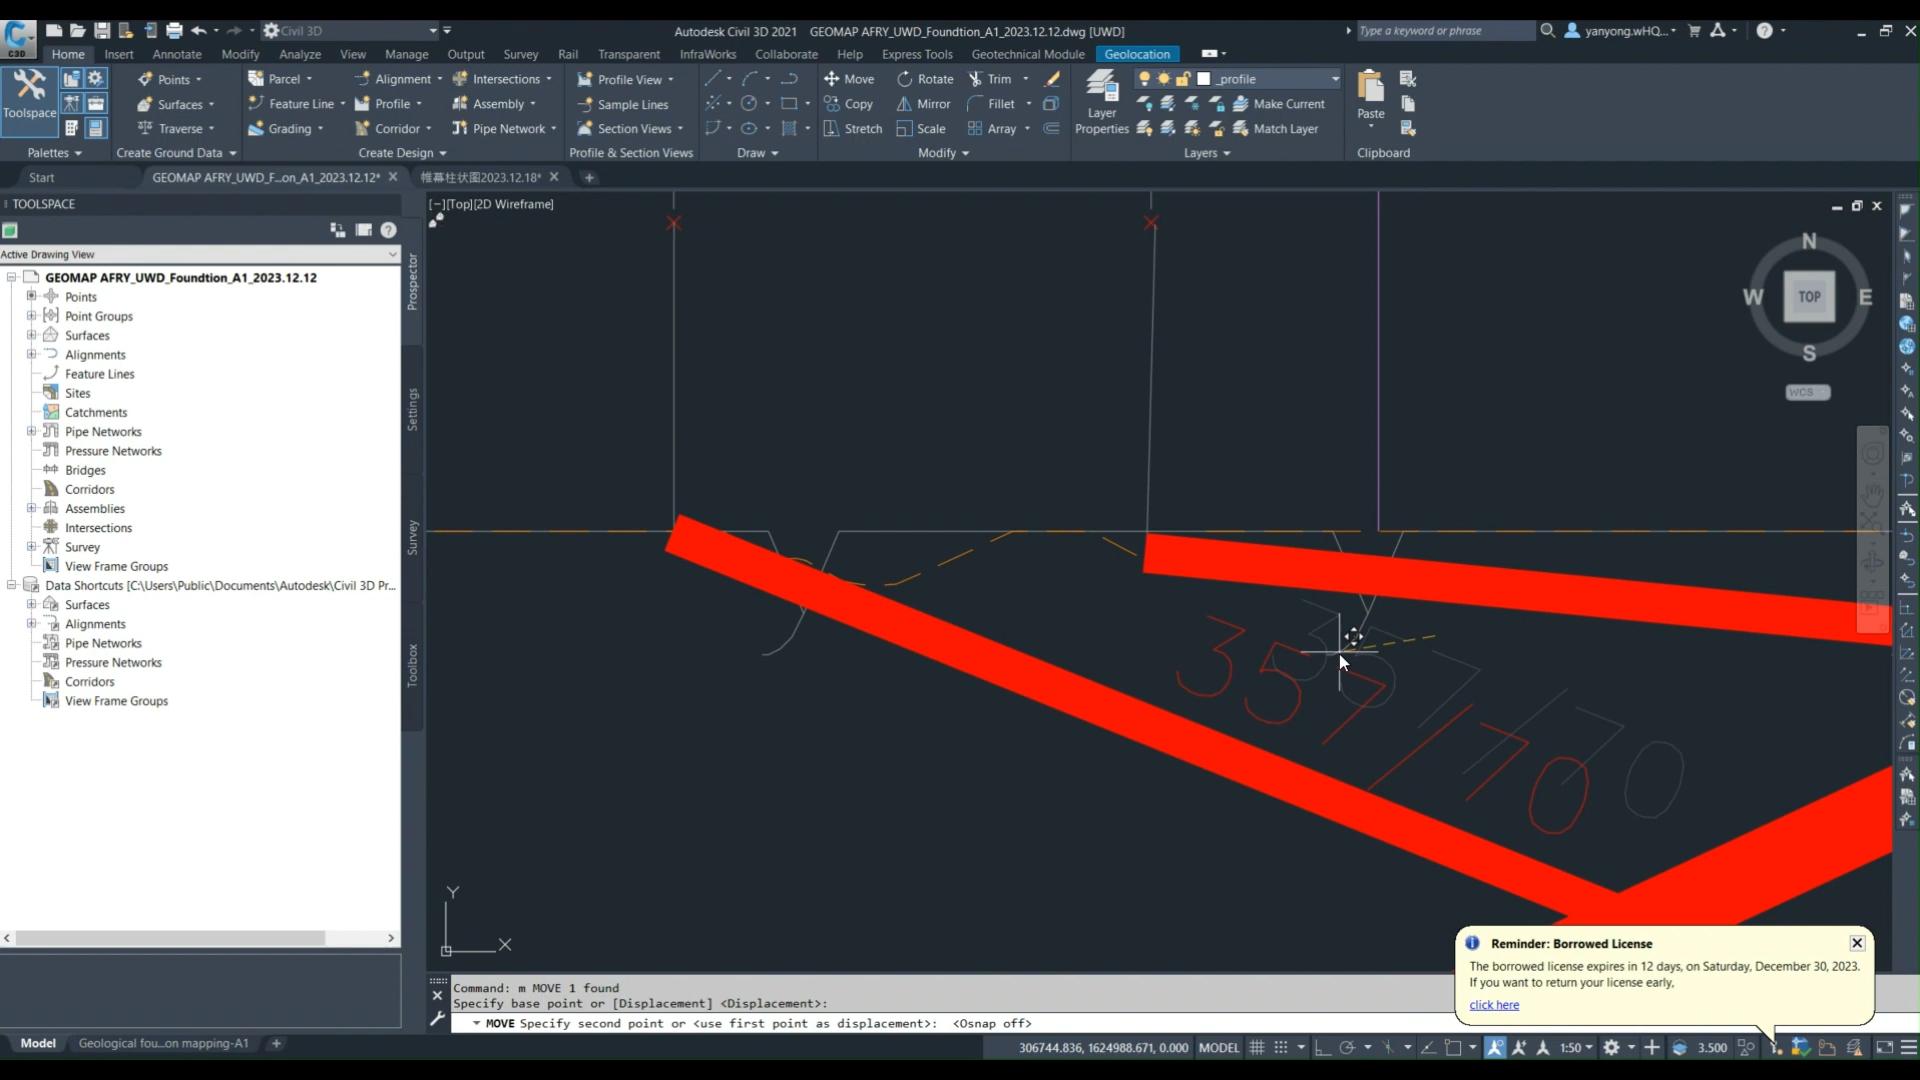 C3D
Civil 3D
Autodesk Civil 3D 2021 GEOMAP AFRY_UWD_Foundtion_A1_2023.12.12.dwg [UWD]
Type a keyword or phrase
yanyong.wHQ...
Home Insert Annotate Modify Analyze View Manage Output Survey Rail Transparent InfraWorks Collaborate Help Express Tools Geotechnical Module Geolocation
Toolspace
Palettes
Points
Surfaces
Traverse
Create Ground Data
Parcel Alignment Intersections
Feature Line Profile Assembly
Grading Corridor Pipe Network
Create Design
Profile View
Sample Lines
Section Views
Profile & Section Views
Draw
Move Rotate Trim
Copy Mirror Fillet
Stretch Scale Array
Modify
Layer Properties
_profile
Make Current
Match Layer
Layers
Paste
Clipboard
Start
GEOMAP AFRY_UWD_F...on_A1_2023.12.12*
帷幕柱状图2023.12.18*
TOOLSPACE
Active Drawing View
GEOMAP AFRY_UWD_Foundtion_A1_2023.12.12
Points
Point Groups
Surfaces
Alignments
Feature Lines
Sites
Catchments
Pipe Networks
Pressure Networks
Bridges
Corridors
Assemblies
Intersections
Survey
View Frame Groups
Data Shortcuts [C:\Users\Public\Documents\Autodesk\Civil 3D Pr...
Surfaces
Alignments
Pipe Networks
Pressure Networks
Corridors
View Frame Groups
Prospector
Settings
Survey
Toolbox
[−][Top][2D Wireframe]
N
W TOP E
S
WCS
357/70
357/70
Y
X
Command: m MOVE 1 found
Specify base point or [Displacement] <Displacement>:
MOVE Specify second point or <use first point as displacement>: <Osnap off>
Reminder: Borrowed License
The borrowed license expires in 12 days, on Saturday, December 30, 2023.
If you want to return your license early,
click here
Model
Geological fou...on mapping-A1
306744.836, 1624988.671, 0.000 MODEL
1:50
3.500